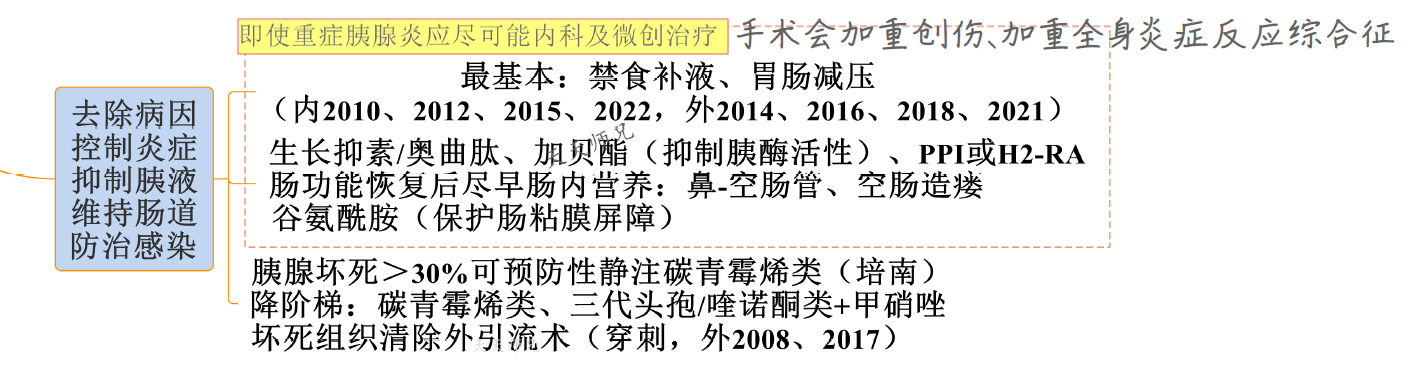 即使重症胰腺炎应尽可能内科及微创治疗 手术会加重创伤、加重全身炎症反应综合征
最基本：禁食补液、胃肠减压
（内2010、2012、2015、2022，外2014、2016、2018、2021）
去除病因
控制炎症
抑制胰液
维持肠道
防治感染
生长抑素/奥曲肽、加贝酯（抑制胰酶活性）、PPI或H2-RA
肠功能恢复后尽早肠内营养：鼻-空肠管、空肠造瘘
谷氨酰胺（保护肠粘膜屏障）
胰腺坏死＞30%可预防性静注碳青霉烯类（培南）
降阶梯：碳青霉烯类、三代头孢/喹诺酮类+甲硝唑
坏死组织清除外引流术（穿刺，外2008、2017）